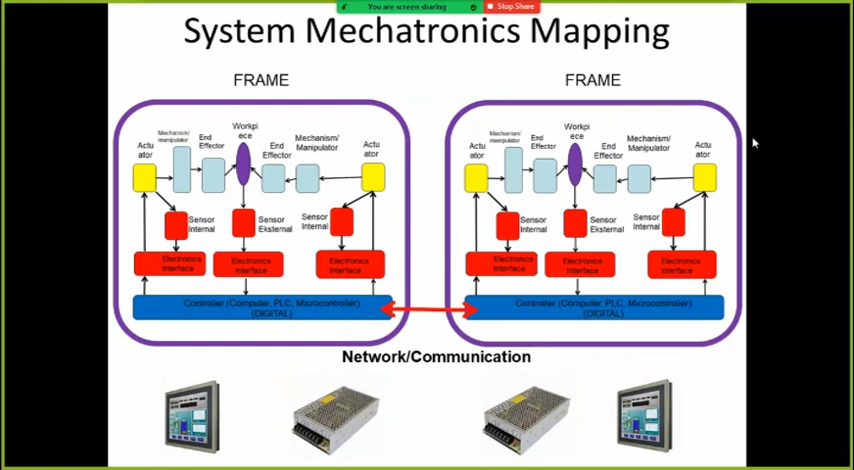 You are screen sharing
Stop Share
System Mechatronics Mapping
FRAME
FRAME
Mechanism/
manipulator
End
Effector
Workpi
ece
Mechanism/
Manipulator
Actu
ator
Actu
ator
End
Effector
Sensor
Internal
Sensor
Eksternal
Sensor
Internal
Electronics
Interface
Electronics
Interface
Electronics
Interface
Controller (Computer, PLC, Microcontroller)
(DIGITAL)
Mechanism/
manipulator
End
Effector
Workpi
ece
Mechanism/
Manipulator
Actu
ator
Actu
ator
End
Effector
Sensor
Internal
Sensor
Eksternal
Sensor
Internal
Electronics
Interface
Electronics
Interface
Electronics
Interface
Controller (Computer, PLC, Microcontroller)
(DIGITAL)
Network/Communication